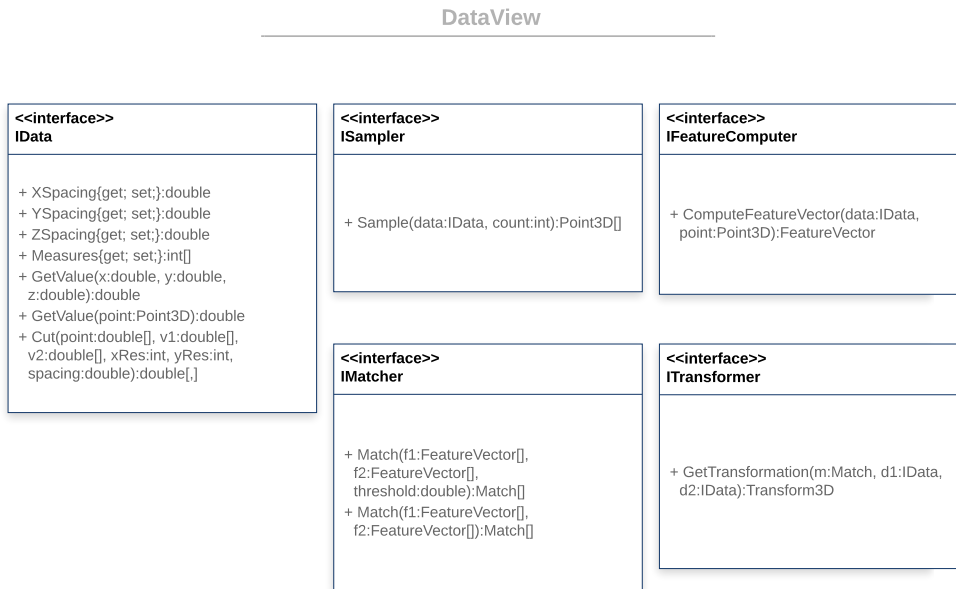 DataView
<<interface>>
IData
+ XSpacing{get; set;}:double
+ YSpacing{get; set;}:double
+ ZSpacing{get; set;}:double
+ Measures{get; set;}:int[]
+ GetValue(x:double, y:double,
z:double):double
+ GetValue(point:Point3D):double
+ Cut(point:double[], v1:double[],
v2:double[], xRes:int, yRes:int,
spacing:double):double[,]
<<interface>>
ISampler
+ Sample(data:IData, count:int):Point3D[]
<<interface>>
IFeatureComputer
+ ComputeFeatureVector(data:IData,
point:Point3D):FeatureVector
<<interface>>
IMatcher
+ Match(f1:FeatureVector[],
f2:FeatureVector[],
threshold:double):Match[]
+ Match(f1:FeatureVector[],
f2:FeatureVector[]):Match[]
<<interface>>
ITransformer
+ GetTransformation(m:Match, d1:IData,
d2:IData):Transform3D